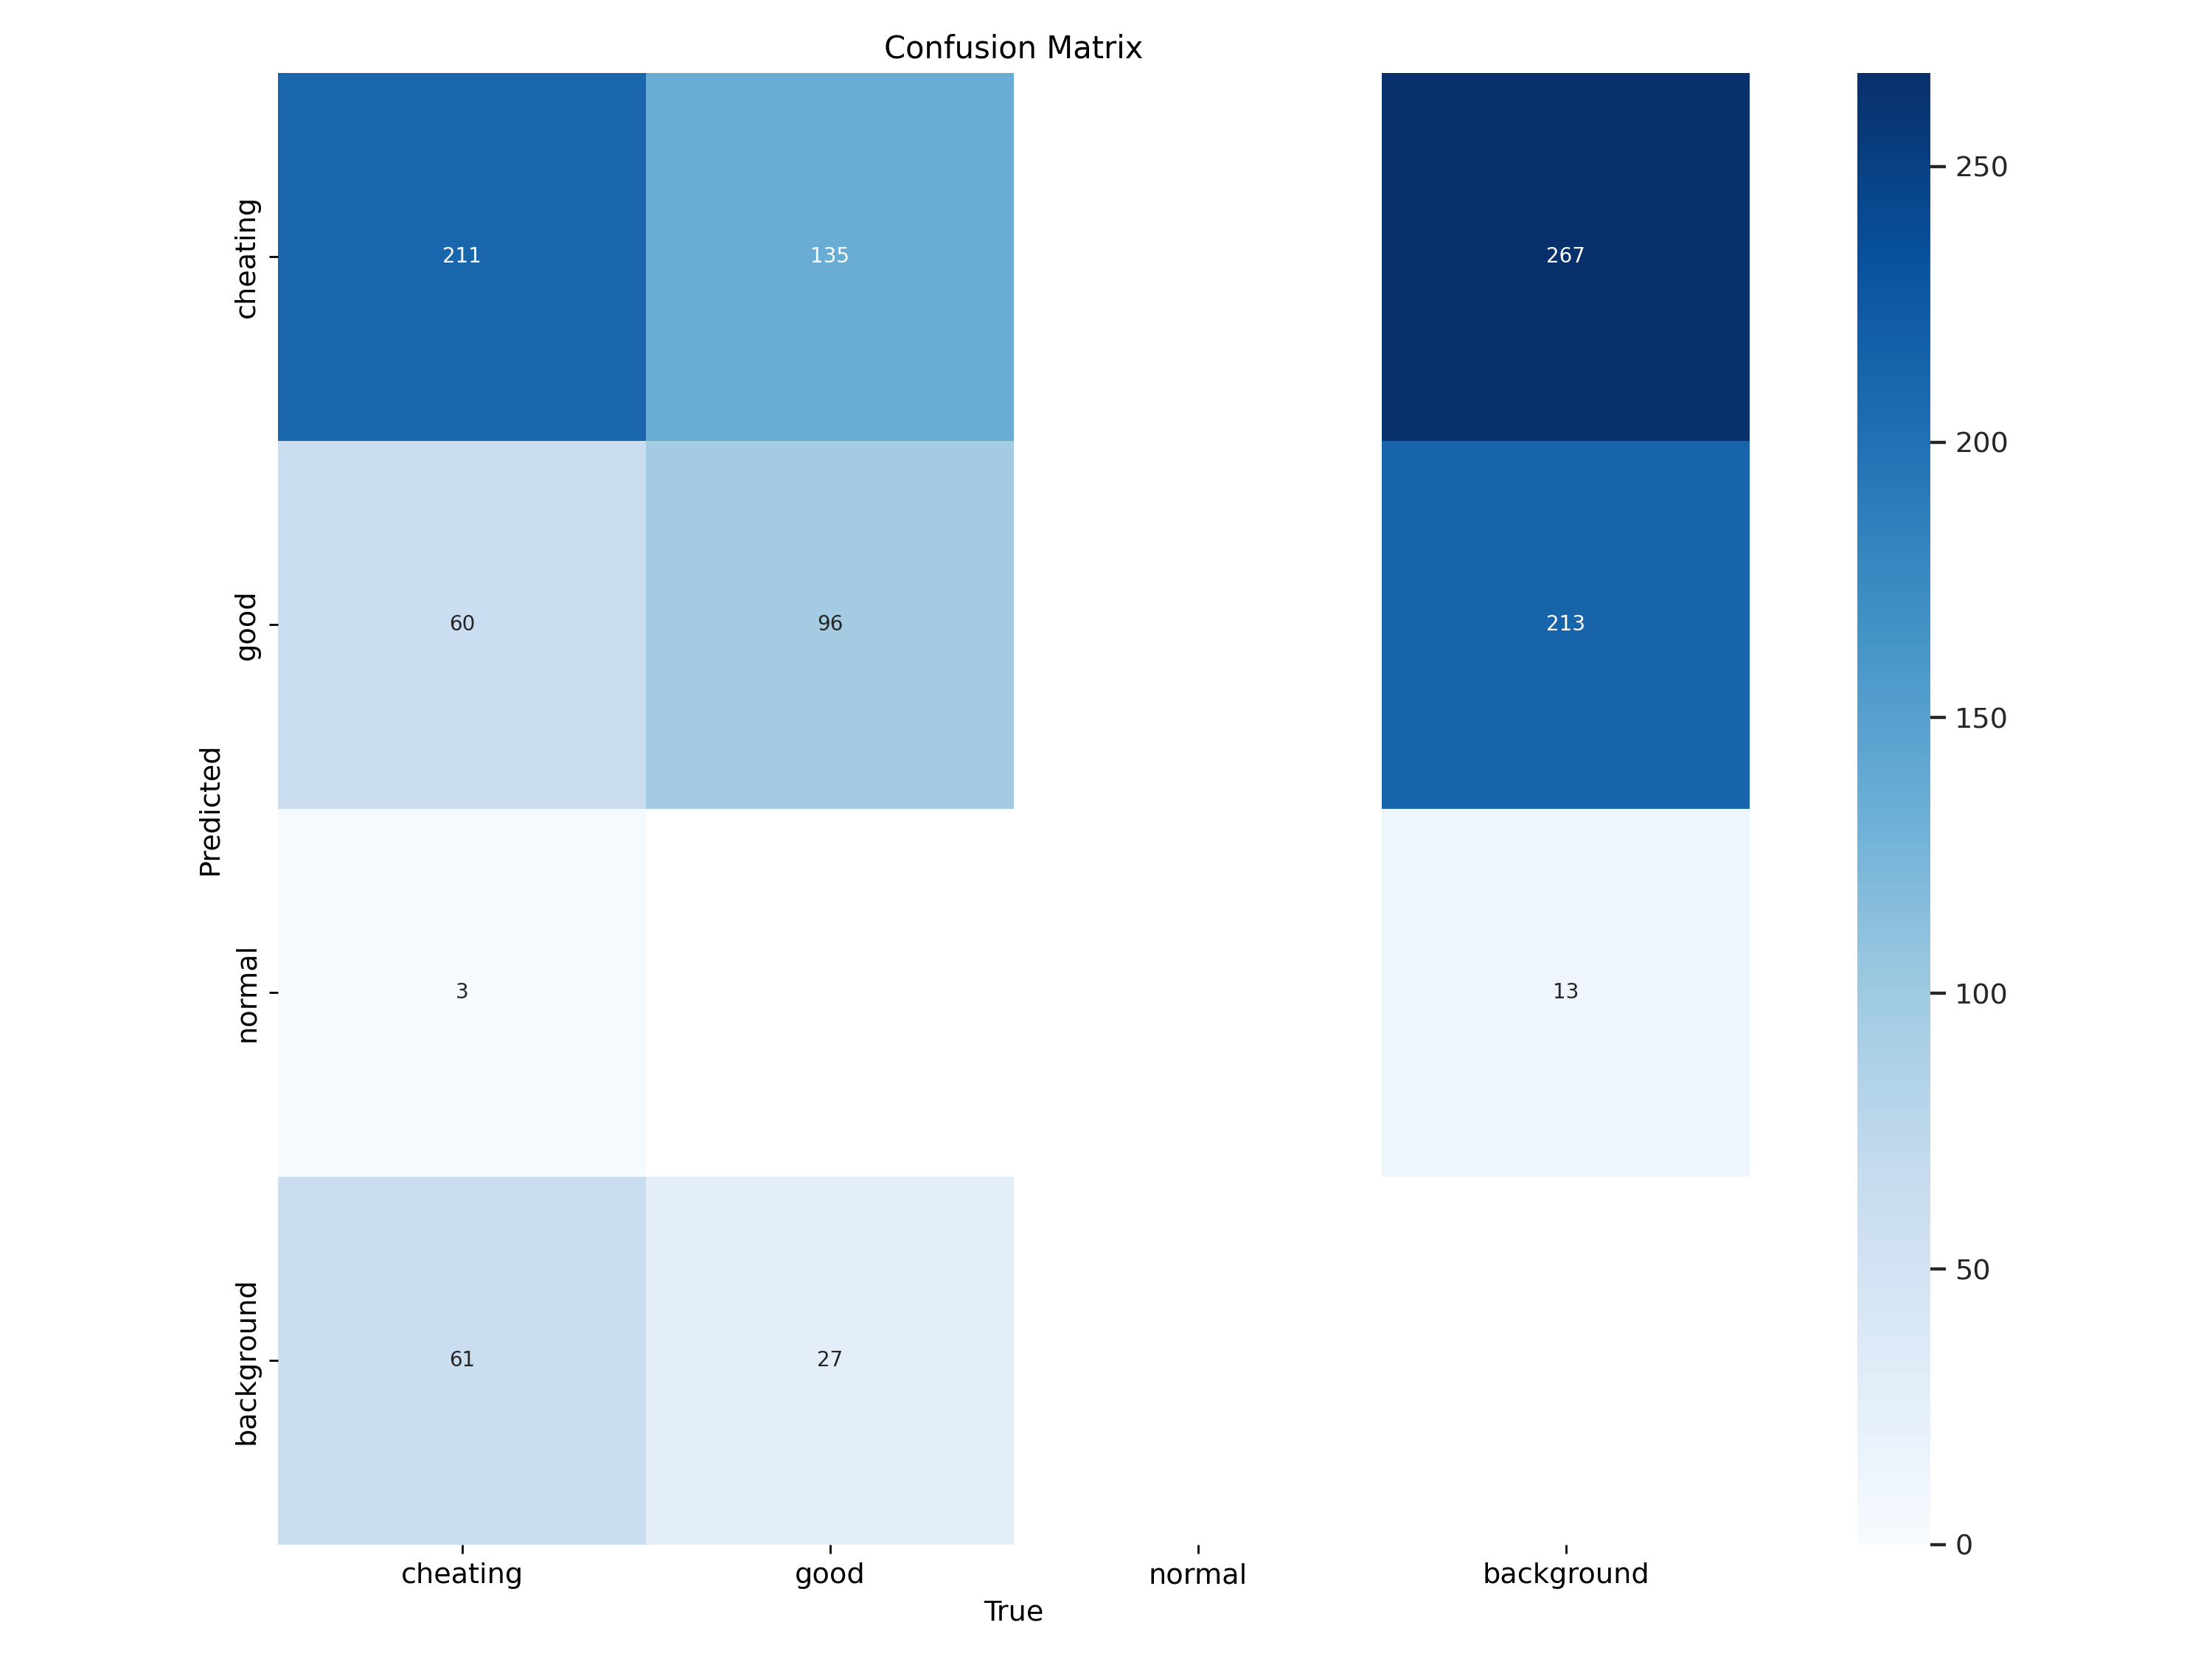 Confusion Matrix
cheating
211
135
267
250
200
good
60
96
213
150
Predicted
normal
3
13
100
background
61
27
50
0
cheating
good
normal
background
True